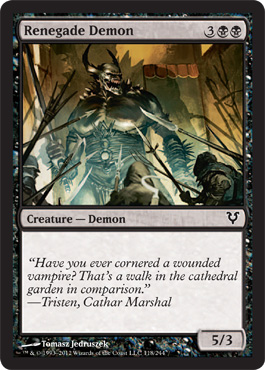 Renegade Demon 3
Creature — Demon
“Have you ever cornered a wounded
vampire? That’s a walk in the cathedral
garden in comparison.”
—Tristen, Cathar Marshal
5/3
Tomasz Jedruszek
™ & © 1993–2012 Wizards of the Coast LLC 118/244